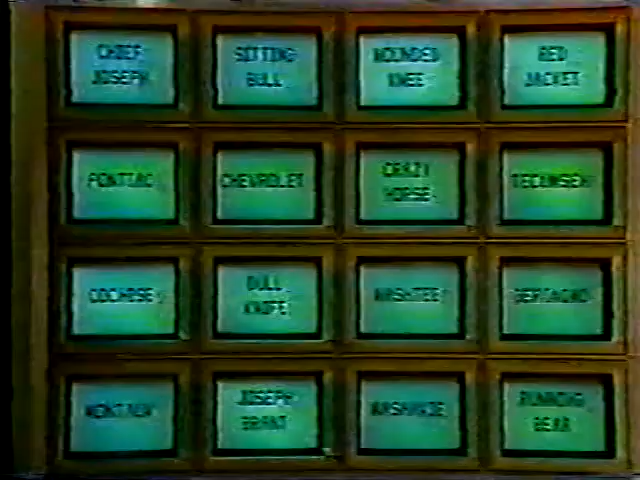 CHIEF
JOSEPH
SITTING
BULL
WOUNDED
KNEE
RED
JACKET
PONTIAC
CHEVROLET
CRAZY
HORSE
TECUMSEH
COCHISE
DULL
KNIFE
GERONIMO
JOSEPH
BRANT
WASHAKIE
RUNNING
BEAR